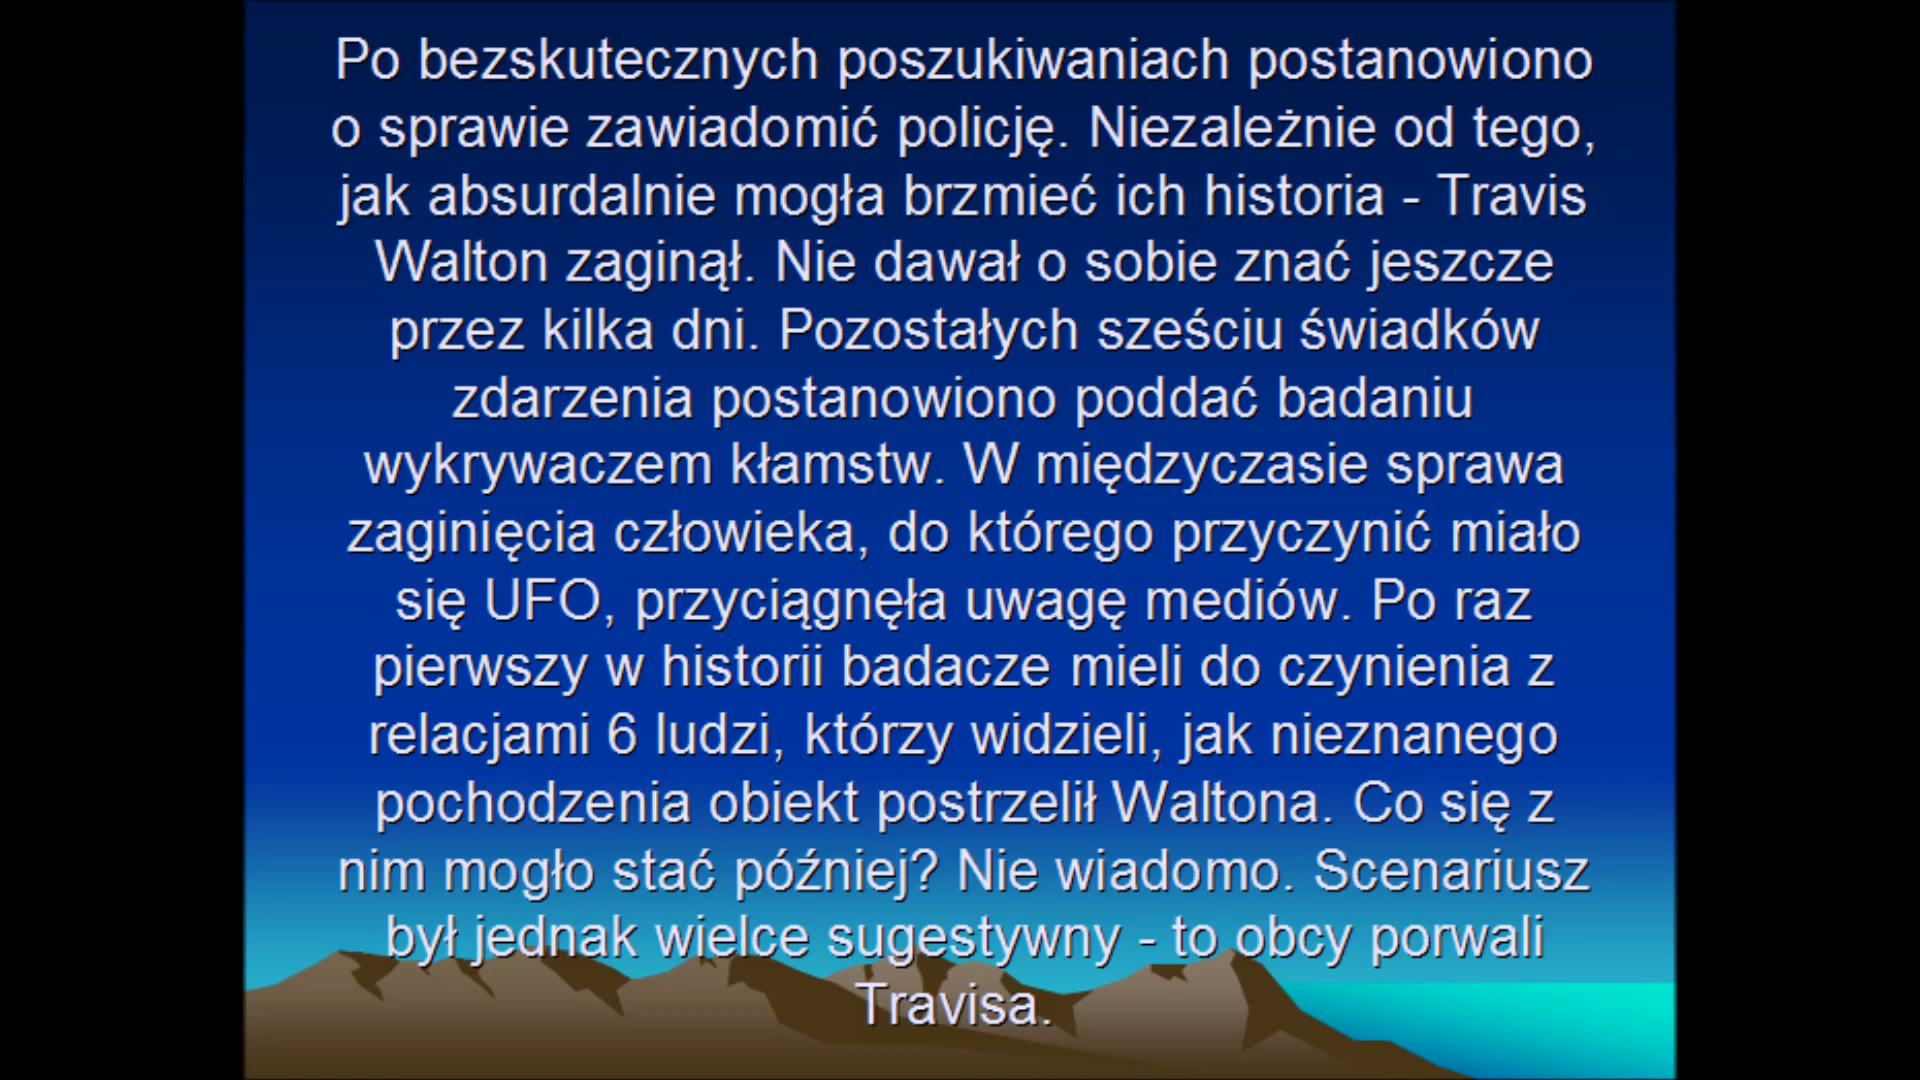 Po bezskutecznych poszukiwaniach postanowiono
o sprawie zawiadomić policję. Niezależnie od tego,
jak absurdalnie mogła brzmieć ich historia - Travis
Walton zaginął. Nie dawał o sobie znać jeszcze
przez kilka dni. Pozostałych sześciu świadków
zdarzenia postanowiono poddać badaniu
wykrywaczem kłamstw. W międzyczasie sprawa
zaginięcia człowieka, do którego przyczynić miało
się UFO, przyciągnęła uwagę mediów. Po raz
pierwszy w historii badacze mieli do czynienia z
relacjami 6 ludzi, którzy widzieli, jak nieznanego
pochodzenia obiekt postrzelił Waltona. Co się z
nim mogło stać później? Nie wiadomo. Scenariusz
był jednak wielce sugestywny - to obcy porwali
Travisa.